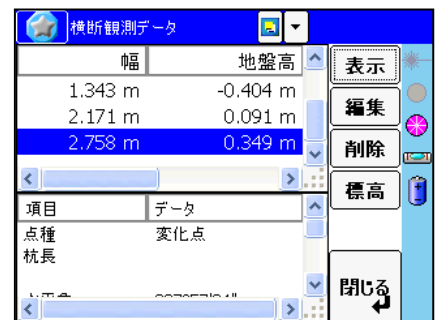 横断観測データ
幅 地盤高
1.343 m -0.404 m
2.171 m 0.091 m
2.758 m 0.349 m
表示
編集
削除
標高
項目 データ
点種 変化点
杭長
閉じる